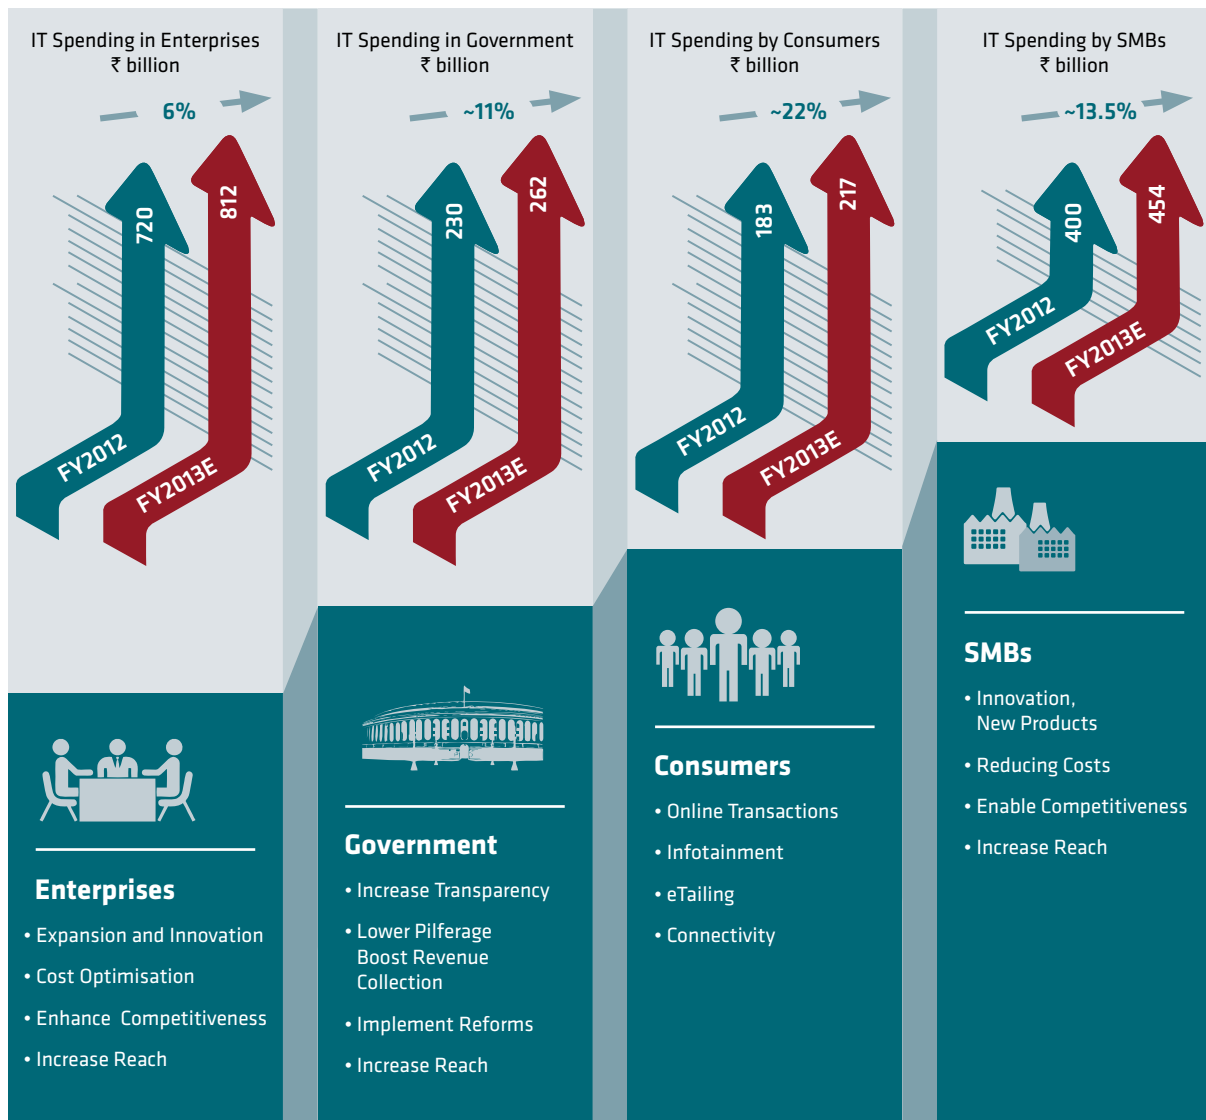 IT Spending in Enterprises
₹ billion
6%
720
812
FY2012
FY2013E
Enterprises
• Expansion and Innovation
• Cost Optimisation
• Enhance Competitiveness
• Increase Reach
IT Spending in Government
₹ billion
~11%
230
262
FY2012
FY2013E
Government
• Increase Transparency
• Lower Pilferage
Boost Revenue
Collection
• Implement Reforms
• Increase Reach
IT Spending by Consumers
₹ billion
~22%
183
217
FY2012
FY2013E
Consumers
• Online Transactions
• Infotainment
• eTailing
• Connectivity
IT Spending by SMBs
₹ billion
~13.5%
400
454
FY2012
FY2013E
SMBs
• Innovation,
New Products
• Reducing Costs
• Enable Competitiveness
• Increase Reach